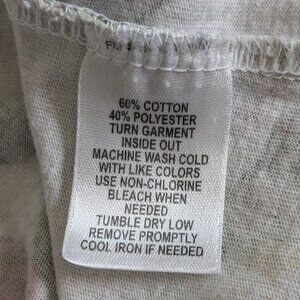 60% COTTON
40% POLYESTER
TURN GARMENT
INSIDE OUT
MACHINE WASH COLD
WITH LIKE COLORS
USE NON-CHLORINE
BLEACH WHEN
NEEDED
TUMBLE DRY LOW
REMOVE PROMPTLY
COOL IRON IF NEEDED